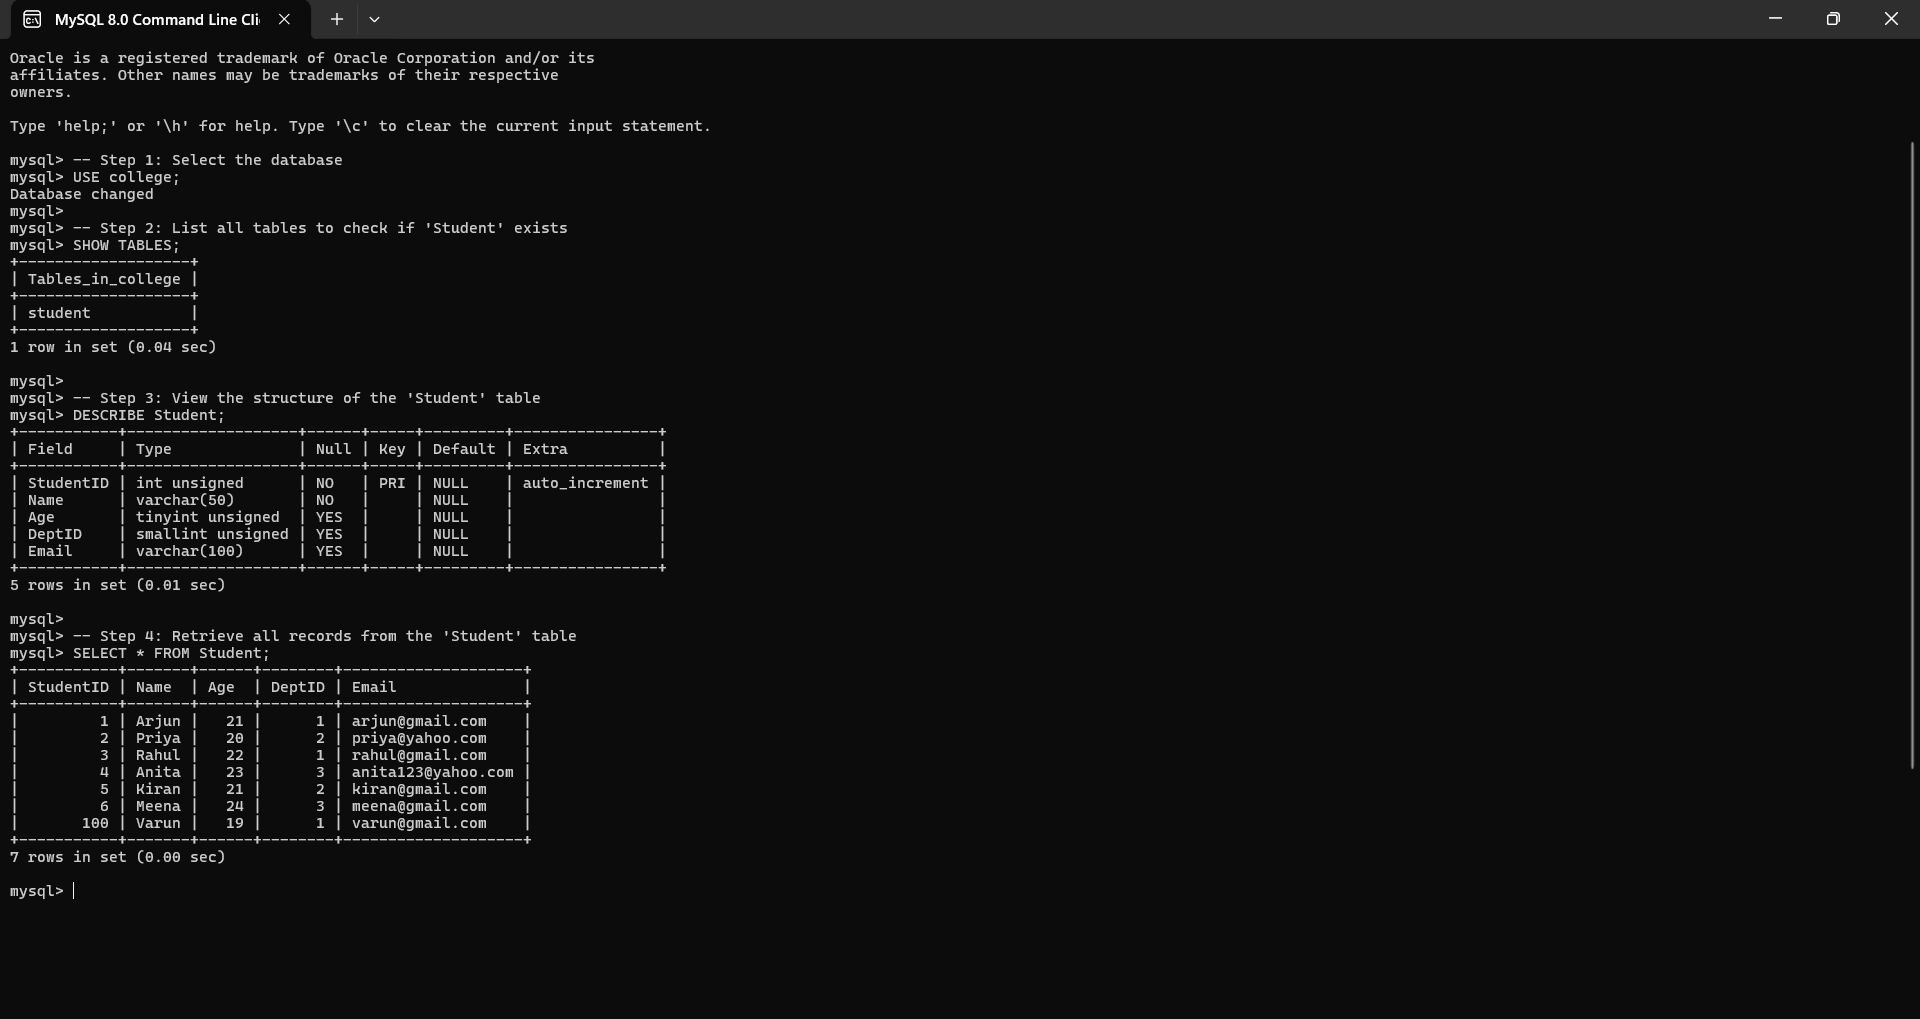 MySQL 8.0 Command Line Cli
Oracle is a registered trademark of Oracle Corporation and/or its
affiliates. Other names may be trademarks of their respective
owners.
Type 'help;' or '\h' for help. Type '\c' to clear the current input statement.
mysql> -- Step 1: Select the database
mysql> USE college;
Database changed
mysql>
mysql> -- Step 2: List all tables to check if 'Student' exists
mysql> SHOW TABLES;
+-------------------+
| Tables_in_college |
+-------------------+
| student           |
+-------------------+
1 row in set (0.04 sec)
mysql>
mysql> -- Step 3: View the structure of the 'Student' table
mysql> DESCRIBE Student;
+-----------+-------------------+------+-----+---------+----------------+
| Field     | Type              | Null | Key | Default | Extra          |
+-----------+-------------------+------+-----+---------+----------------+
| StudentID | int unsigned      | NO   | PRI | NULL    | auto_increment |
| Name      | varchar(50)       | NO   |     | NULL    |                |
| Age       | tinyint unsigned  | YES  |     | NULL    |                |
| DeptID    | smallint unsigned | YES  |     | NULL    |                |
| Email     | varchar(100)      | YES  |     | NULL    |                |
+-----------+-------------------+------+-----+---------+----------------+
5 rows in set (0.01 sec)
mysql>
mysql> -- Step 4: Retrieve all records from the 'Student' table
mysql> SELECT * FROM Student;
+-----------+-------+------+--------+--------------------+
| StudentID | Name  | Age  | DeptID | Email              |
+-----------+-------+------+--------+--------------------+
|         1 | Arjun |   21 |      1 | arjun@gmail.com    |
|         2 | Priya |   20 |      2 | priya@yahoo.com    |
|         3 | Rahul |   22 |      1 | rahul@gmail.com    |
|         4 | Anita |   23 |      3 | anita123@yahoo.com |
|         5 | Kiran |   21 |      2 | kiran@gmail.com    |
|         6 | Meena |   24 |      3 | meena@gmail.com    |
|       100 | Varun |   19 |      1 | varun@gmail.com    |
+-----------+-------+------+--------+--------------------+
7 rows in set (0.00 sec)
mysql>